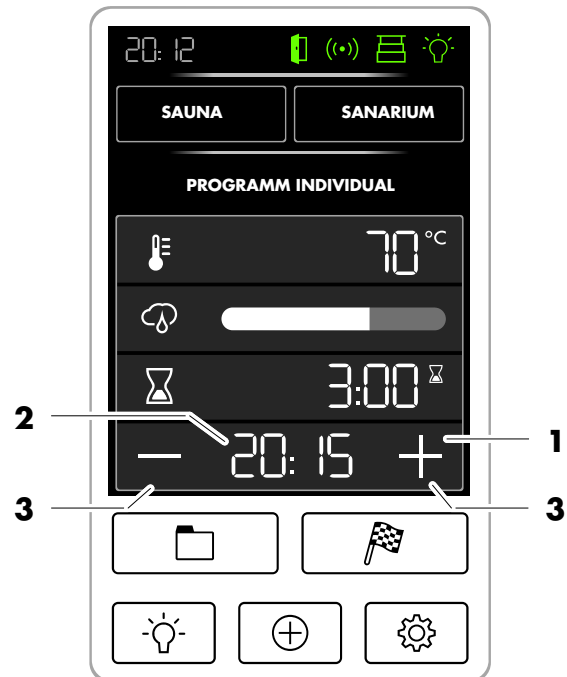 20:12
SAUNA SANARIUM
PROGRAMM INDIVIDUAL
70 °C
3:00
2 20:15 1
3 3